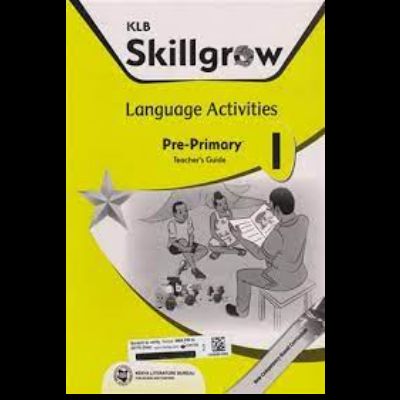 KLB
Skillgrow
Language Activities
Pre-Primary
Teacher's Guide
1
KENYA LITERATURE BUREAU